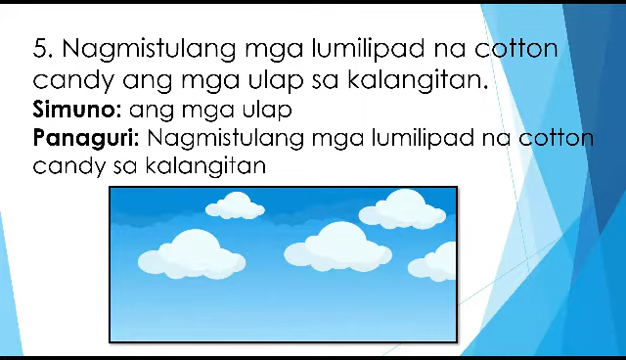 5. Nagmistulang mga lumilipad na cotton
candy ang mga ulap sa kalangitan.
Simuno: ang mga ulap
Panaguri: Nagmistulang mga lumilipad na cotton
candy sa kalangitan